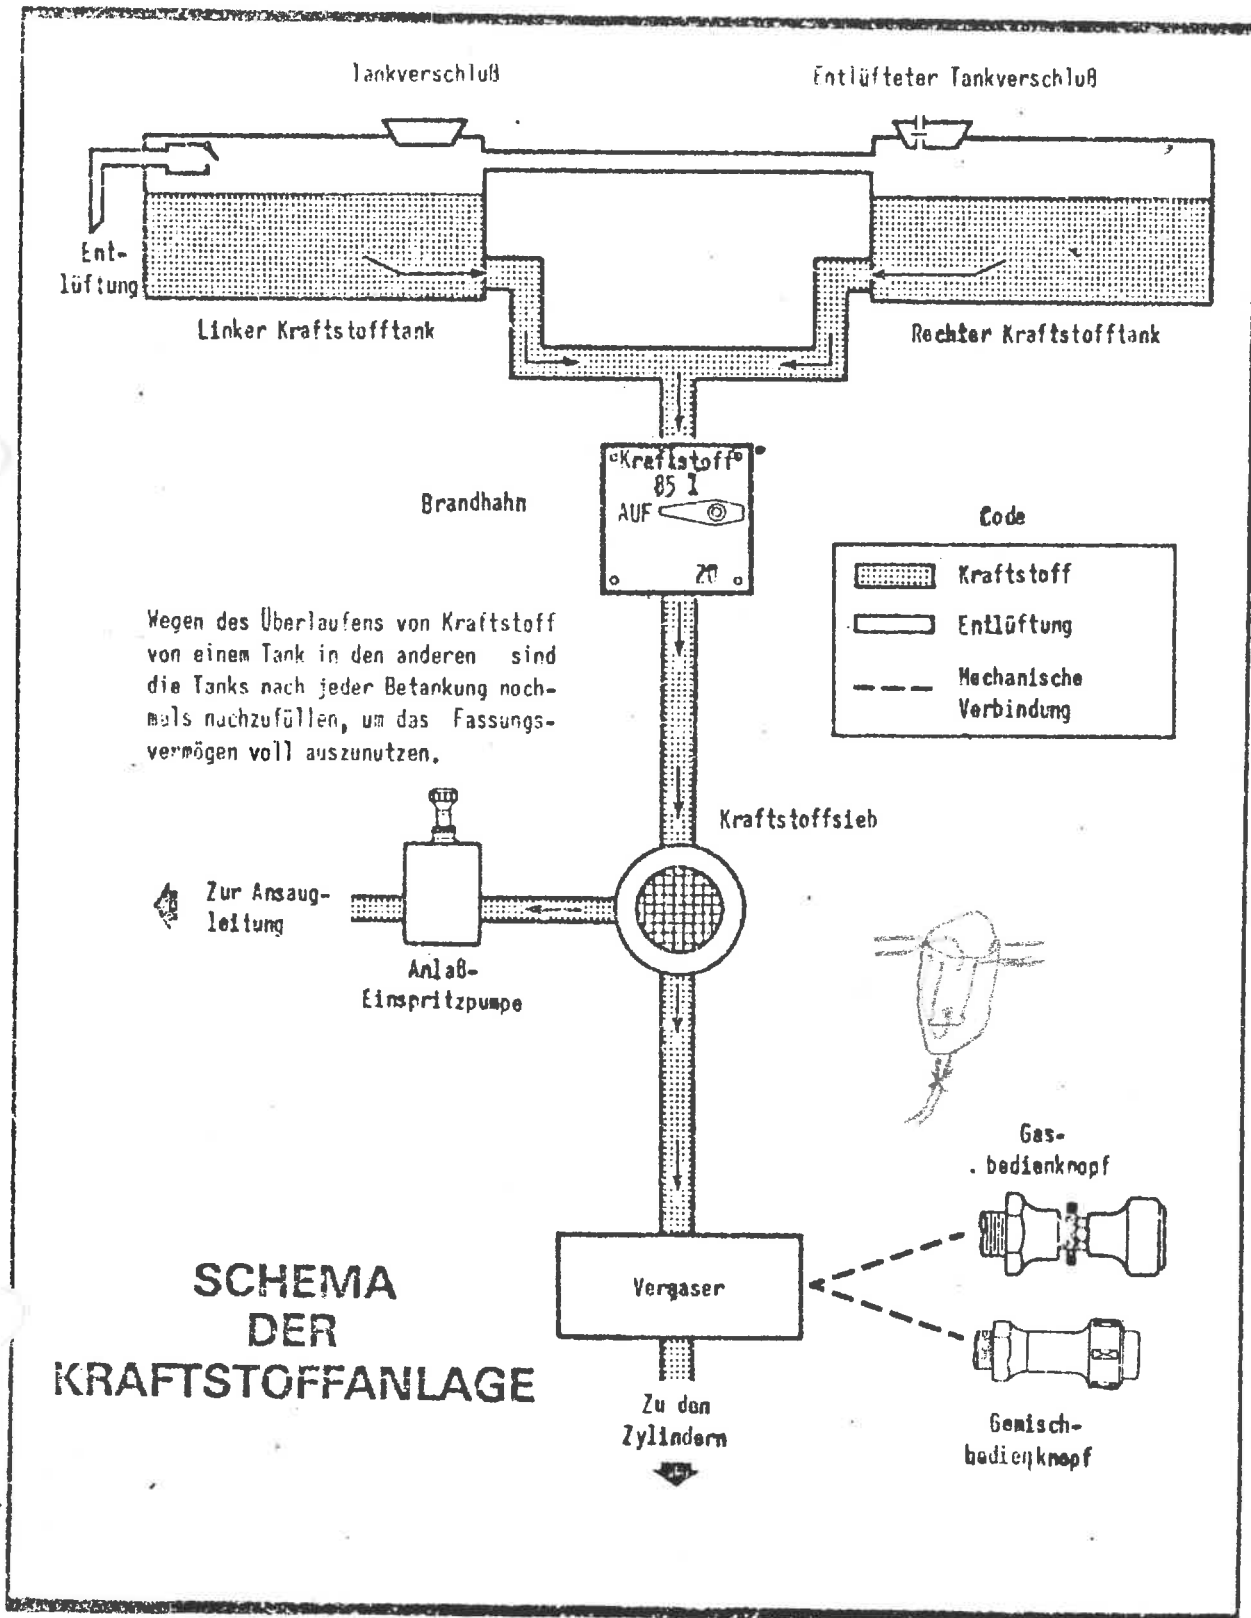 Tankverschluß
Entlüfteter Tankverschluß
Ent-
lüftung
Linker Kraftstofftank
Rechter Kraftstofftank
Kraftstoff
85 l
AUF
20
Brandhahn
Code
Kraftstoff
Entlüftung
Mechanische
Verbindung
Wegen des Überlaufens von Kraftstoff
von einem Tank in den anderen sind
die Tanks nach jeder Betankung noch-
mals nachzufüllen, um das Fassungs-
vermögen voll auszunutzen.
Kraftstoffsieb
Zur Ansaug-
leitung
Anlaß-
Einspritzpumpe
Gas-
bedienknopf
Vergaser
SCHEMA
DER
KRAFTSTOFFANLAGE
Zu den
Zylindern
Gemisch-
bedienknopf